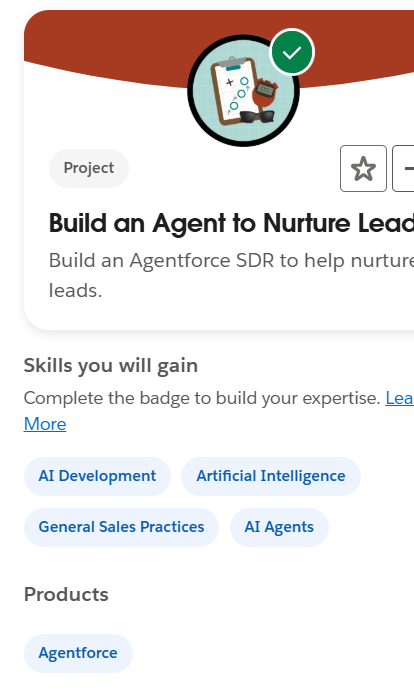 Project
Build an Agent to Nurture Lead
Build an Agentforce SDR to help nurture
leads.
Skills you will gain
Complete the badge to build your expertise. Lea
More
AI Development
Artificial Intelligence
General Sales Practices
AI Agents
Products
Agentforce